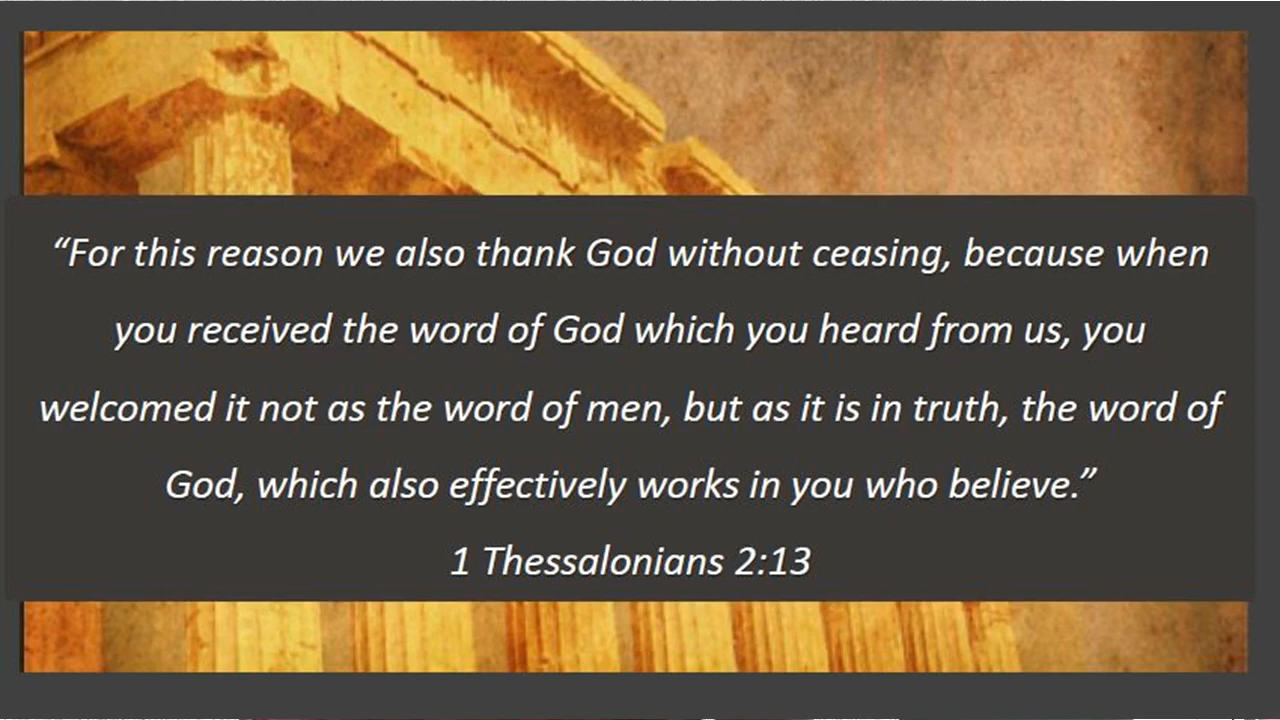 “For this reason we also thank God without ceasing, because when
you received the word of God which you heard from us, you
welcomed it not as the word of men, but as it is in truth, the word of
God, which also effectively works in you who believe.”
1 Thessalonians 2:13